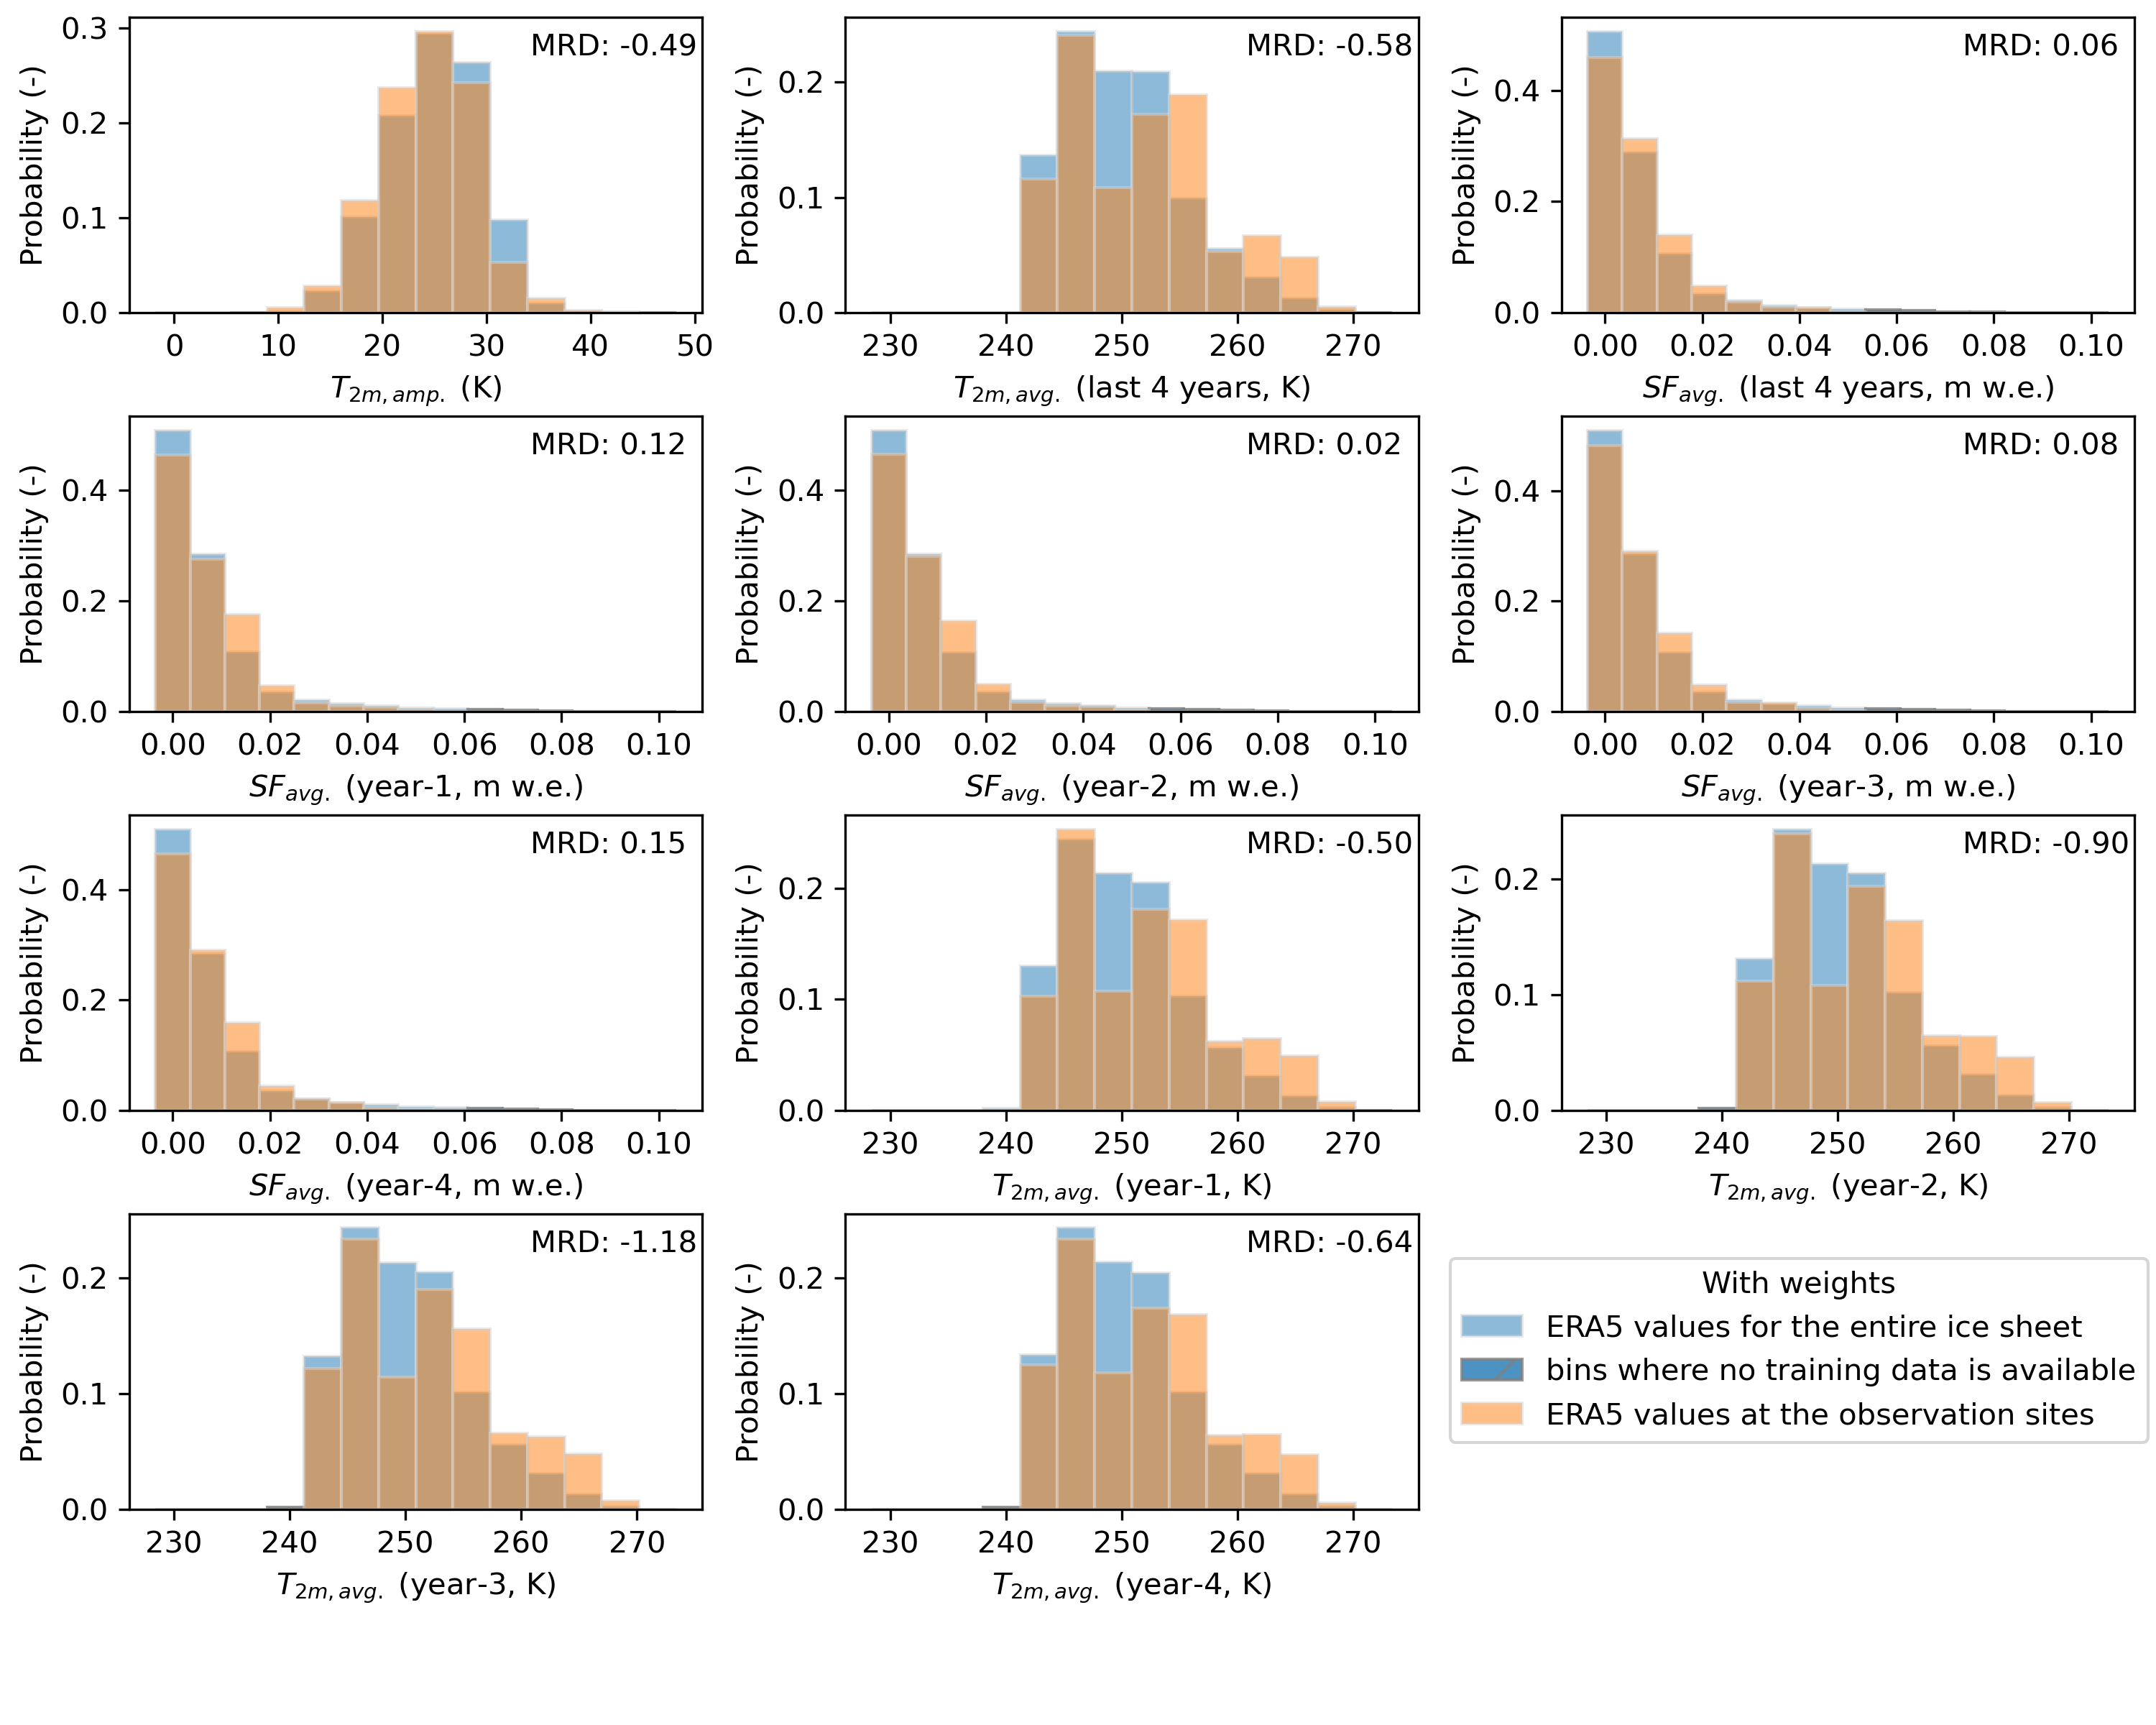 MRD: -0.49
Probability (-)
0.3
0.2
0.1
0.0
0 10 20 30 40 50
T2m,amp. (K)
MRD: -0.58
Probability (-)
0.2
0.1
0.0
230 240 250 260 270
T2m,avg. (last 4 years, K)
MRD: 0.06
Probability (-)
0.4
0.2
0.0
0.00 0.02 0.04 0.06 0.08 0.10
SFavg. (last 4 years, m w.e.)
MRD: 0.12
Probability (-)
0.4
0.2
0.0
0.00 0.02 0.04 0.06 0.08 0.10
SFavg. (year-1, m w.e.)
MRD: 0.02
Probability (-)
0.4
0.2
0.0
0.00 0.02 0.04 0.06 0.08 0.10
SFavg. (year-2, m w.e.)
MRD: 0.08
Probability (-)
0.4
0.2
0.0
0.00 0.02 0.04 0.06 0.08 0.10
SFavg. (year-3, m w.e.)
MRD: 0.15
Probability (-)
0.4
0.2
0.0
0.00 0.02 0.04 0.06 0.08 0.10
SFavg. (year-4, m w.e.)
MRD: -0.50
Probability (-)
0.2
0.1
0.0
230 240 250 260 270
T2m,avg. (year-1, K)
MRD: -0.90
Probability (-)
0.2
0.1
0.0
230 240 250 260 270
T2m,avg. (year-2, K)
MRD: -1.18
Probability (-)
0.2
0.1
0.0
230 240 250 260 270
T2m,avg. (year-3, K)
MRD: -0.64
Probability (-)
0.2
0.1
0.0
230 240 250 260 270
T2m,avg. (year-4, K)
With weights
ERA5 values for the entire ice sheet
bins where no training data is available
ERA5 values at the observation sites